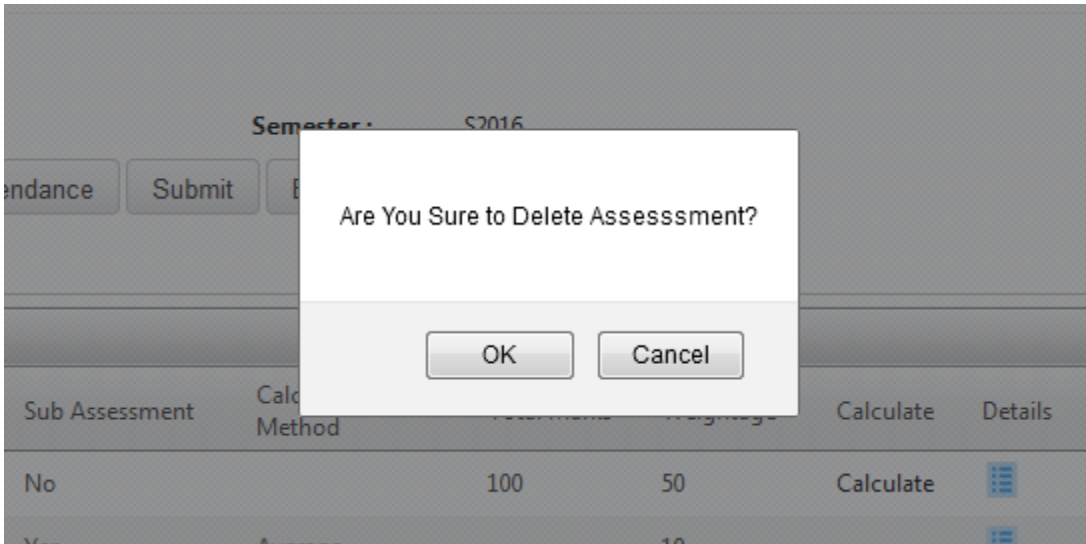 Semester : S2016
Submit
Are You Sure to Delete Assesssment?
OK Cancel
Sub Assessment Method Calculate Details
No 100 50 Calculate